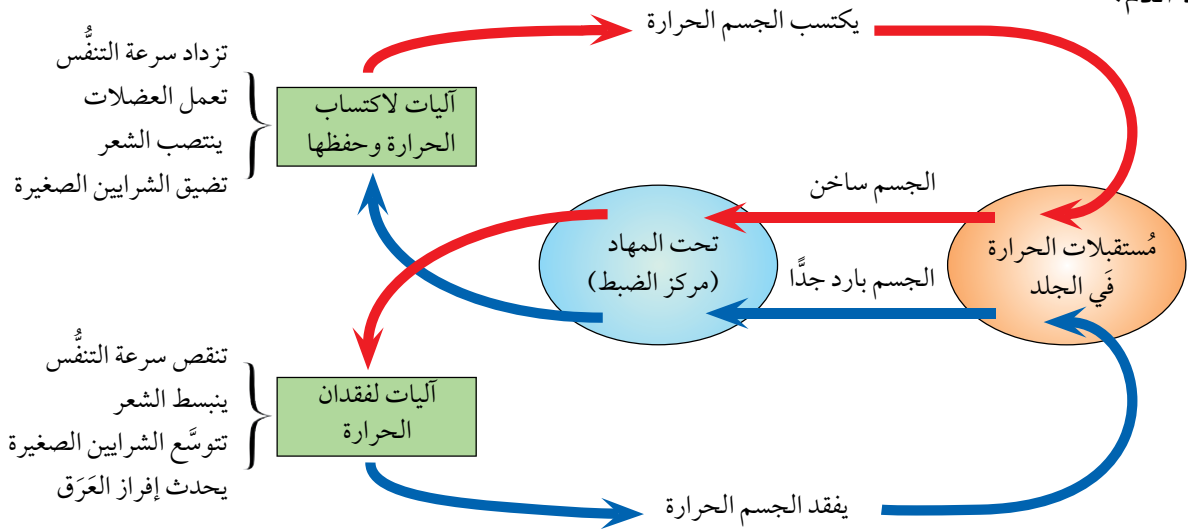 الدم.
يكتسب الجسم الحرارة
تزداد سرعة التنفُّس
تعمل العضلات
ينتصب الشعر
تضيق الشرايين الصغيرة
آليات لاكتساب
الحرارة وحفظها
الجسم ساخن
مُستقبلات الحرارة
فَي الجلد
تحت المهاد
(مركز الضبط)
الجسم بارد جدًّا
تنقص سرعة التنفُّس
ينبسط الشعر
تتوسَّع الشرايين الصغيرة
يحدث إفراز العَرَق
آليات لفقدان
الحرارة
يفقد الجسم الحرارة